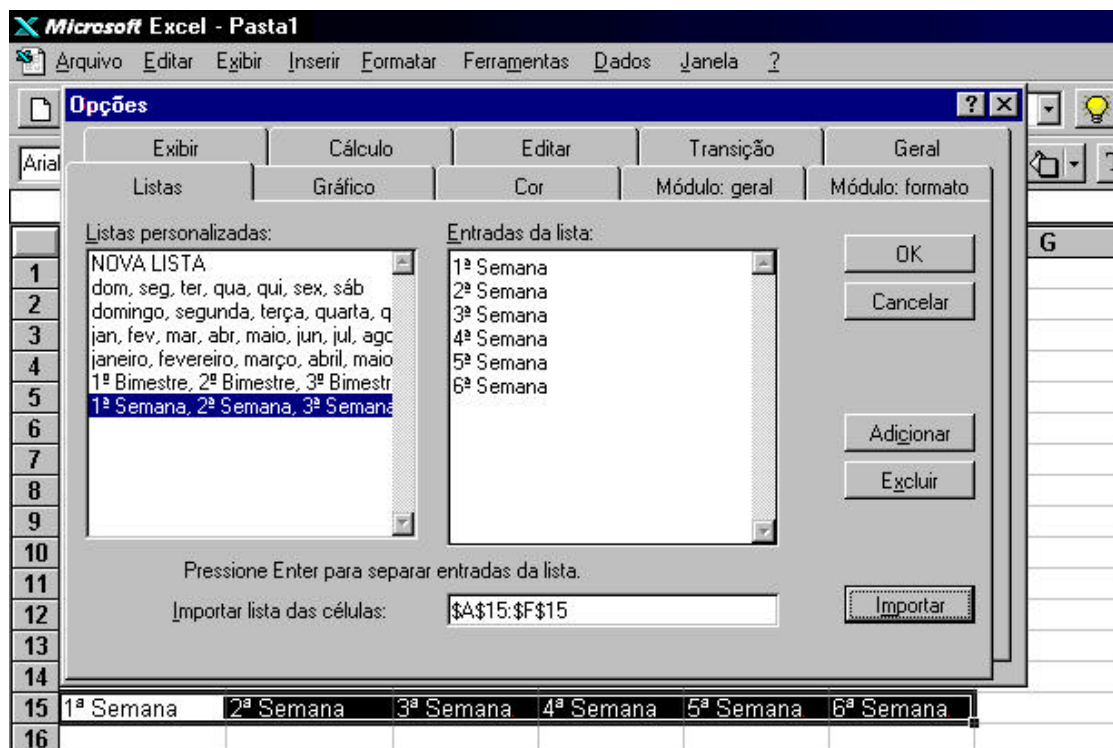 Microsoft Excel - Pasta1
Arquivo Editar Exibir Inserir Formatar Ferramentas Dados Janela ?
Opções ? X
Arial
Exibir Cálculo Editar Transição Geral
Listas Gráfico Cor Módulo: geral Módulo: formato
Listas personalizadas:
NOVA LISTA
dom, seg, ter, qua, qui, sex, sáb
domingo, segunda, terça, quarta, q
jan, fev, mar, abr, maio, jun, jul, ago
janeiro, fevereiro, março, abril, maio
1º Bimestre, 2º Bimestre, 3º Bimestr
1ª Semana, 2ª Semana, 3ª Semana
Entradas da lista:
1ª Semana
2ª Semana
3ª Semana
4ª Semana
5ª Semana
6ª Semana
OK
Cancelar
Adicionar
Excluir
Pressione Enter para separar entradas da lista.
Importar lista das células: $A$15:$F$15 Importar
G
1
2
3
4
5
6
7
8
9
10
11
12
13
14
15 1ª Semana 2ª Semana 3ª Semana 4ª Semana 5ª Semana 6ª Semana
16